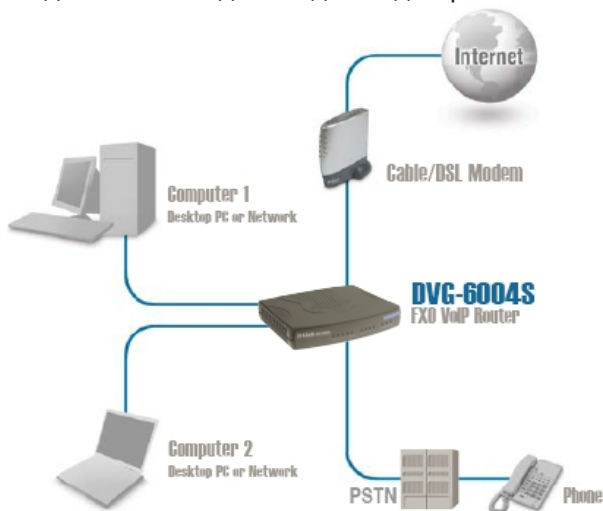 Internet
Cable/DSL Modem
Computer 1
Desktop PC or Network
DVG-6004S
FXO VoIP Router
Computer 2
Desktop PC or Network
PSTN
Phone